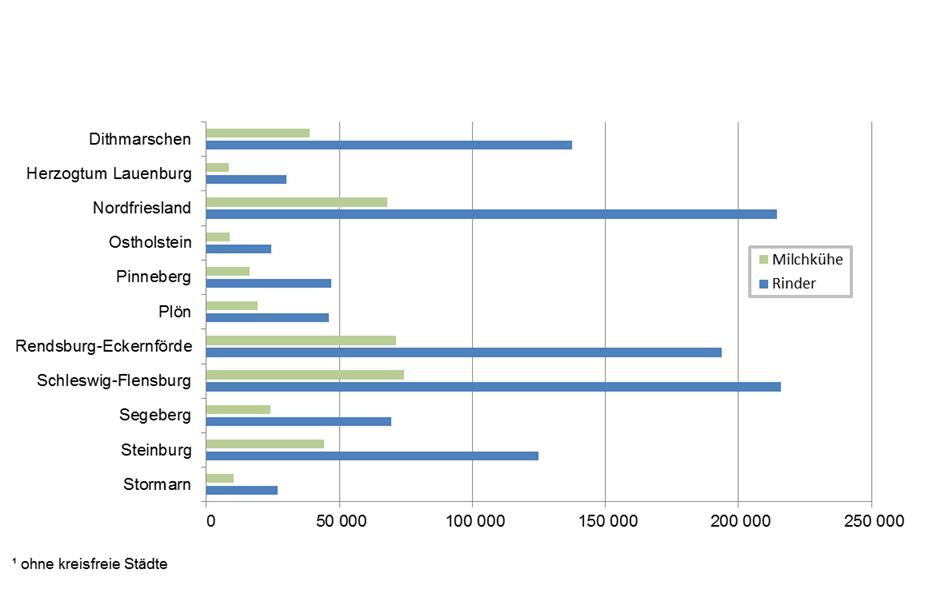 Dithmarschen
Herzogtum Lauenburg
Nordfriesland
Ostholstein
Pinneberg
Plön
Rendsburg-Eckernförde
Schleswig-Flensburg
Segeberg
Steinburg
Stormarn
Milchkühe
Rinder
0 50 000 100 000 150 000 200 000 250 000
¹ ohne kreisfreie Städte